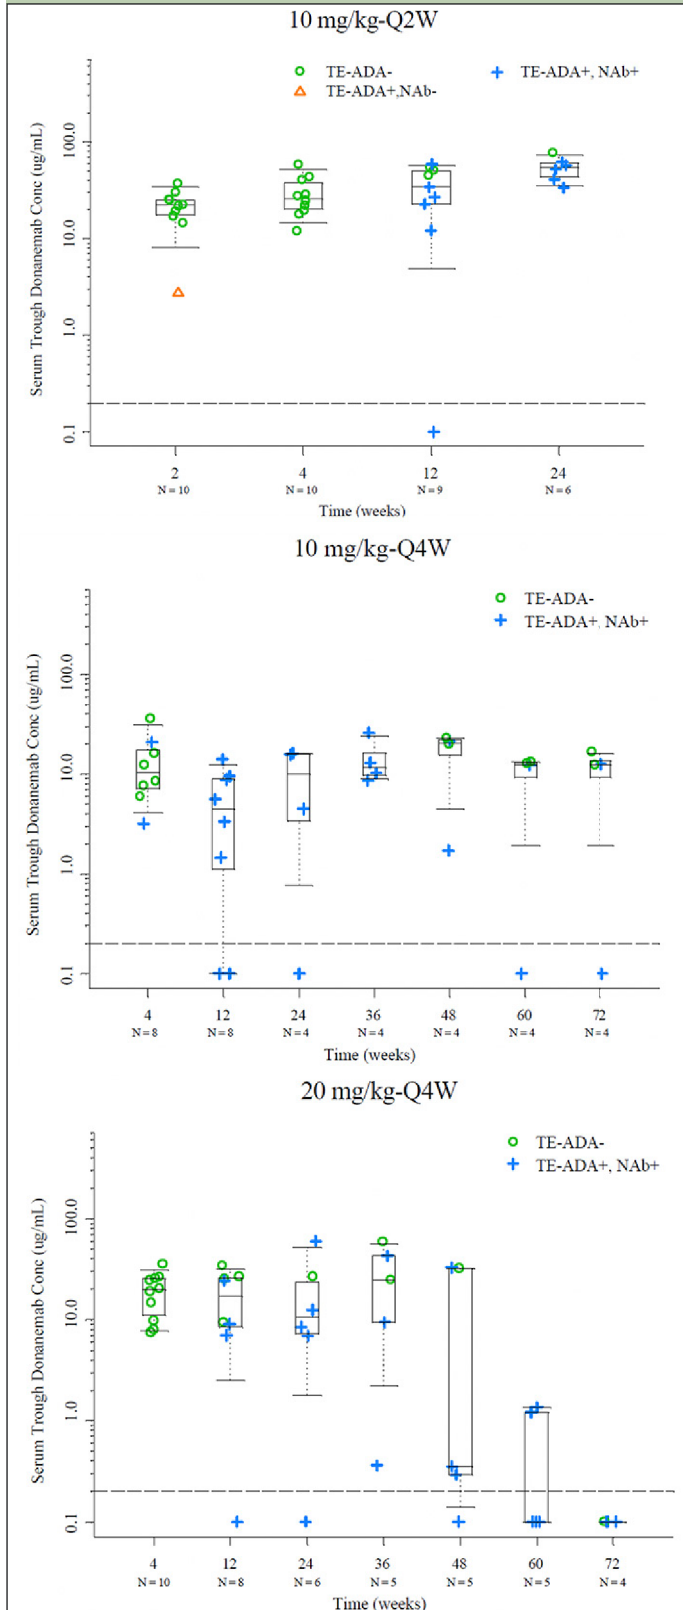 10 mg/kg-Q2W
TE-ADA-
TE-ADA+, NAb+
TE-ADA+,NAb-
Serum Trough Donanemab Conc (ug/mL)
100.0
10.0
1.0
0.1
2 4 12 24
N = 10 N = 10 N = 9 N = 6
Time (weeks)
10 mg/kg-Q4W
TE-ADA-
TE-ADA+, NAb+
Serum Trough Donanemab Conc (ug/mL)
100.0
10.0
1.0
0.1
4 12 24 36 48 60 72
N = 8 N = 8 N = 4 N = 4 N = 4 N = 4 N = 4
Time (weeks)
20 mg/kg-Q4W
TE-ADA-
TE-ADA+, NAb+
Serum Trough Donanemab Conc (ug/mL)
100.0
10.0
1.0
0.1
4 12 24 36 48 60 72
N = 10 N = 8 N = 6 N = 5 N = 5 N = 5 N = 4
Time (weeks)